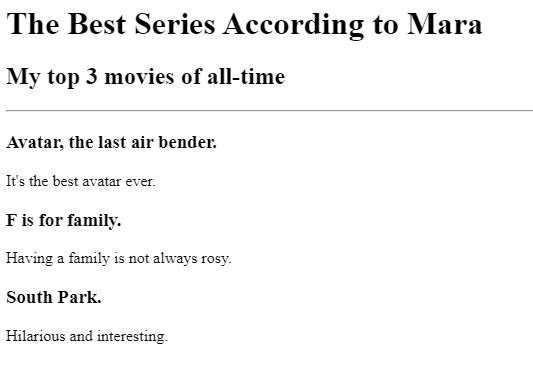 The Best Series According to Mara
My top 3 movies of all-time
Avatar, the last air bender.
It's the best avatar ever.
F is for family.
Having a family is not always rosy.
South Park.
Hilarious and interesting.